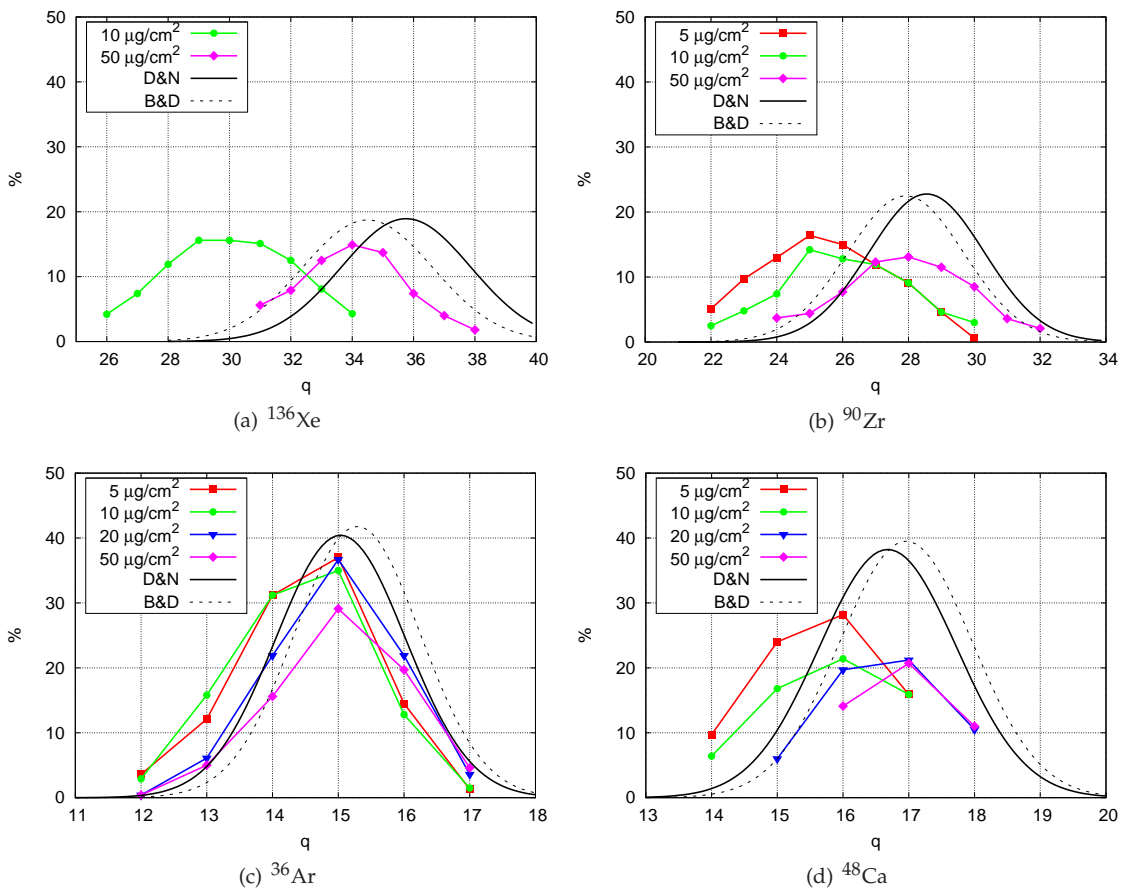 50
40
30
20
10
0
%
10 μg/cm²
50 μg/cm²
D&N
B&D
26 28 30 32 34 36 38 40
q
(a) ¹³⁶Xe
50
40
30
20
10
0
%
5 μg/cm²
10 μg/cm²
50 μg/cm²
D&N
B&D
20 22 24 26 28 30 32 34
q
(b) ⁹⁰Zr
50
40
30
20
10
0
%
5 μg/cm²
10 μg/cm²
20 μg/cm²
50 μg/cm²
D&N
B&D
11 12 13 14 15 16 17 18
q
(c) ³⁶Ar
50
40
30
20
10
0
%
5 μg/cm²
10 μg/cm²
20 μg/cm²
50 μg/cm²
D&N
B&D
13 14 15 16 17 18 19 20
q
(d) ⁴⁸Ca